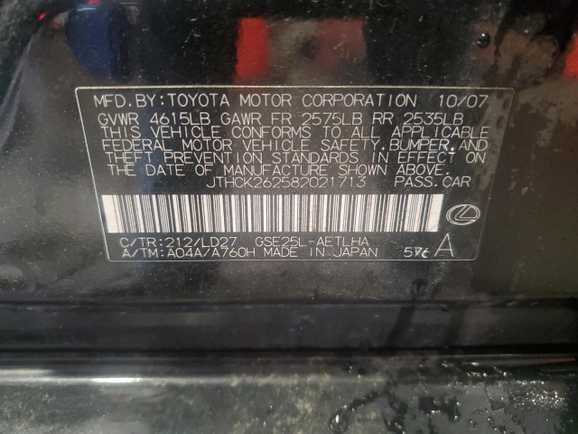 MFD. BY: TOYOTA MOTOR CORPORATION 10/07
GVWR 4615LB GAWR FR 2575LB RR 2535LB
THIS VEHICLE CONFORMS TO ALL APPLICABLE
FEDERAL MOTOR VEHICLE SAFETY, BUMPER, AND
THEFT PREVENTION STANDARDS IN EFFECT ON
THE DATE OF MANUFACTURE SHOWN ABOVE.
JTHCK262582021713 PASS. CAR
C/TR: 212/LD27 GSE25L-AETLHA
A/TM: A04A/A760H MADE IN JAPAN A